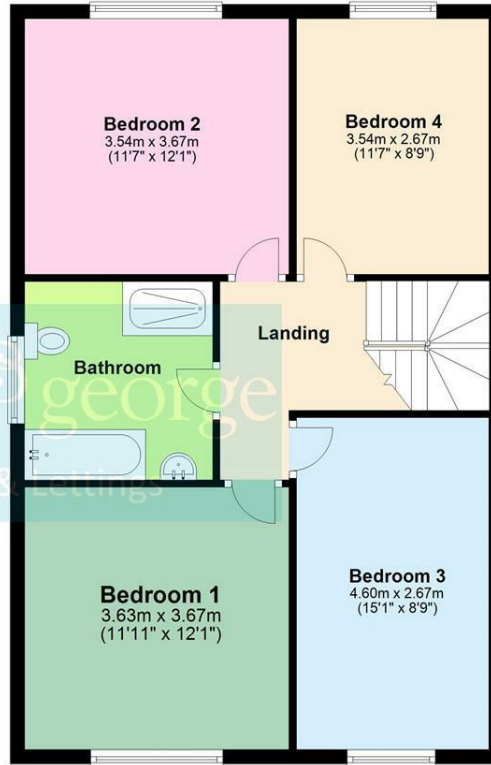 Bedroom 2
3.54m x 3.67m
(11'7" x 12'1")
Bedroom 4
3.54m x 2.67m
(11'7" x 8'9")
Landing
Bathroom
george
& Lettings
Bedroom 1
3.63m x 3.67m
(11'11" x 12'1")
Bedroom 3
4.60m x 2.67m
(15'1" x 8'9")